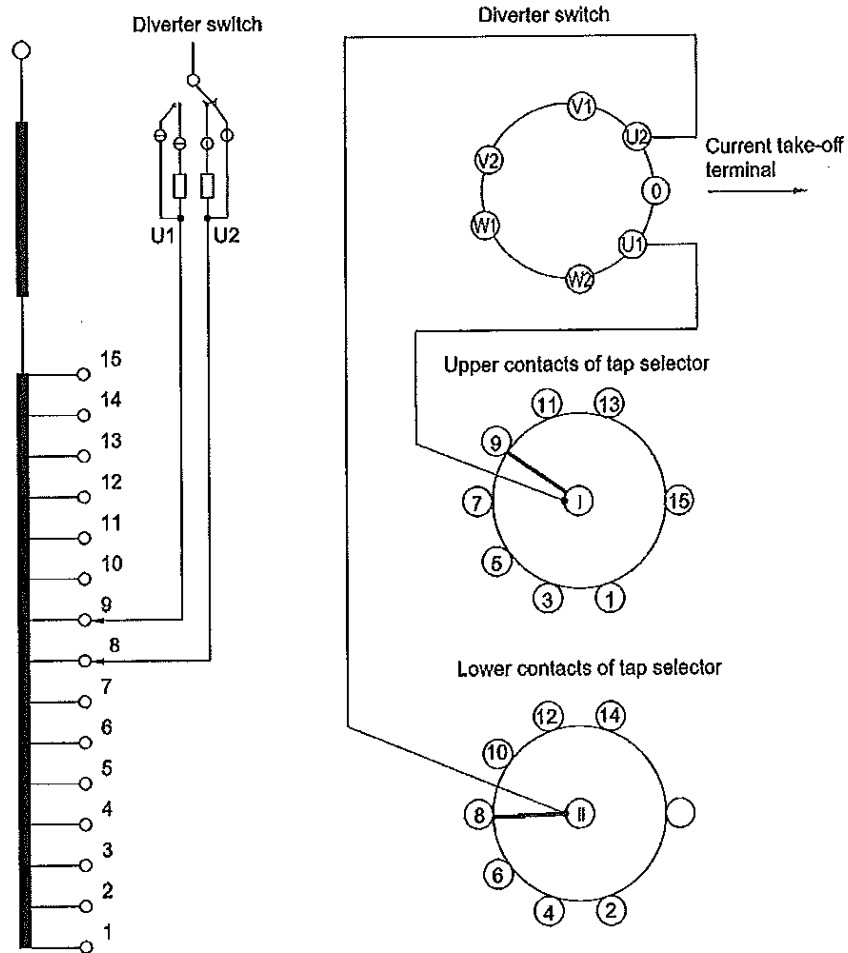 Diverter switch
U1
U2
15
14
13
12
11
10
9
8
7
6
5
4
3
2
1
Diverter switch
V1
U2
V2
0
W1
U1
W2
Current take-off
terminal
Upper contacts of tap selector
11
13
9
7
I
15
5
3
1
Lower contacts of tap selector
12
14
10
8
II
6
4
2